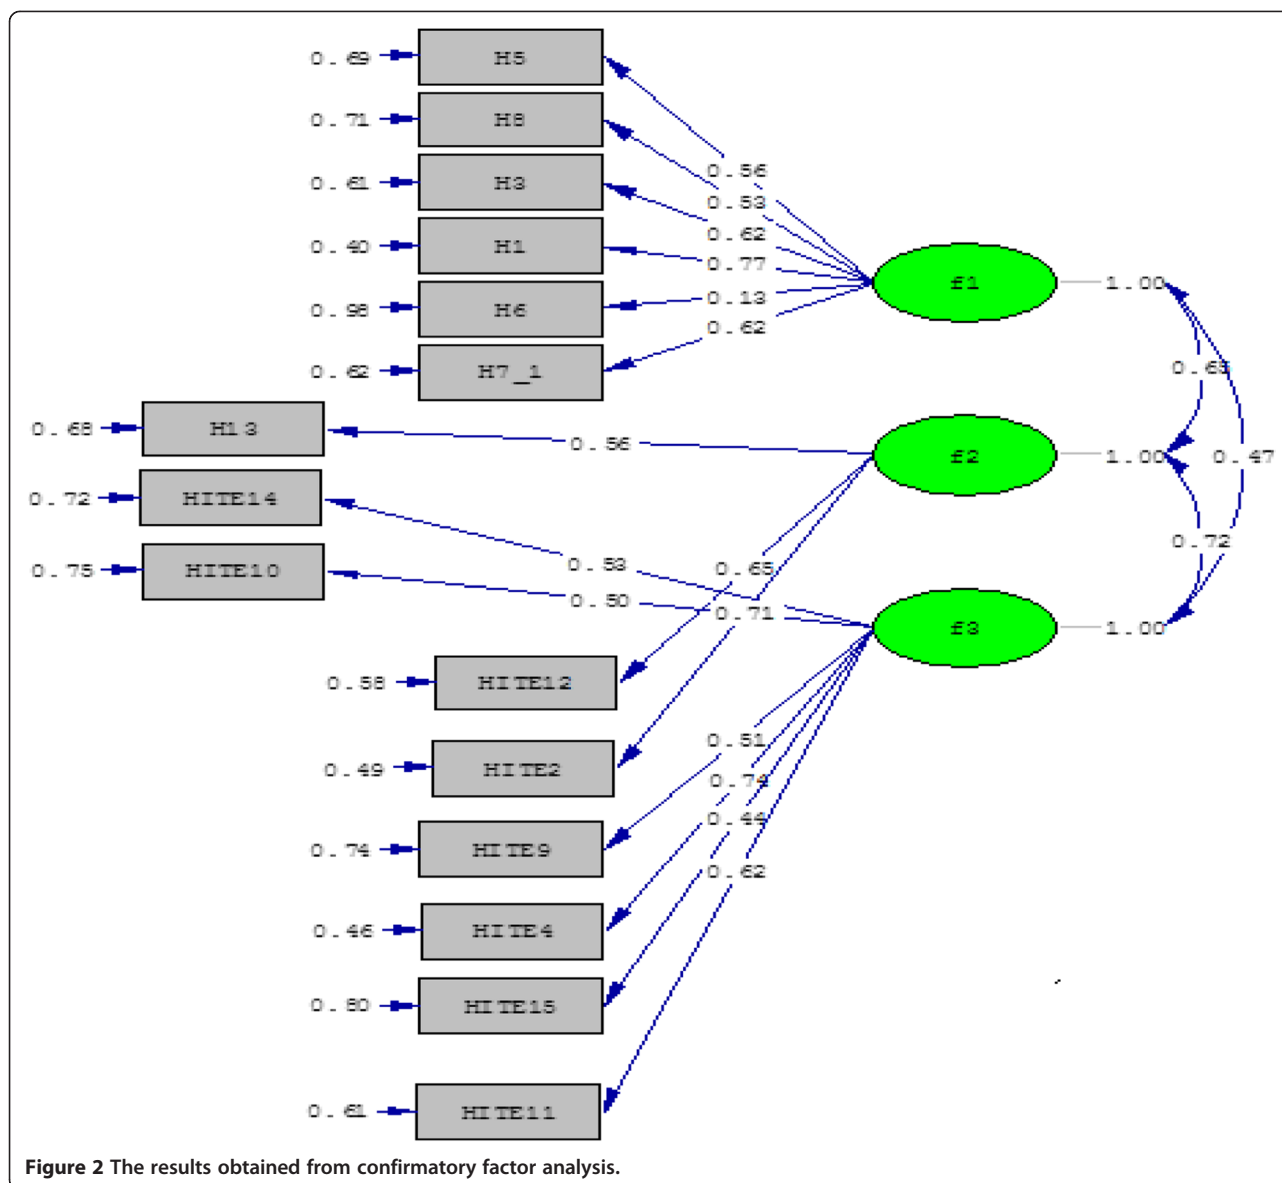 0.69 H5
0.71 H8
0.56
0.61 H3
0.53
0.62
0.40 H1
0.77
f1 1.00
0.98 H6
0.13
0.62
0.62 H7_1
0.65
0.68 H13
0.56
f2 1.00 0.47
0.72 HITE14
0.72
0.53 0.65
0.75 HITE10
0.50 0.71
f3 1.00
0.58 HITE12
0.49 HITE2
0.51
0.74
0.44
0.74 HITE9
0.62
0.46 HITE4
0.80 HITE15
0.61 HITE11
Figure 2 The results obtained from confirmatory factor analysis.